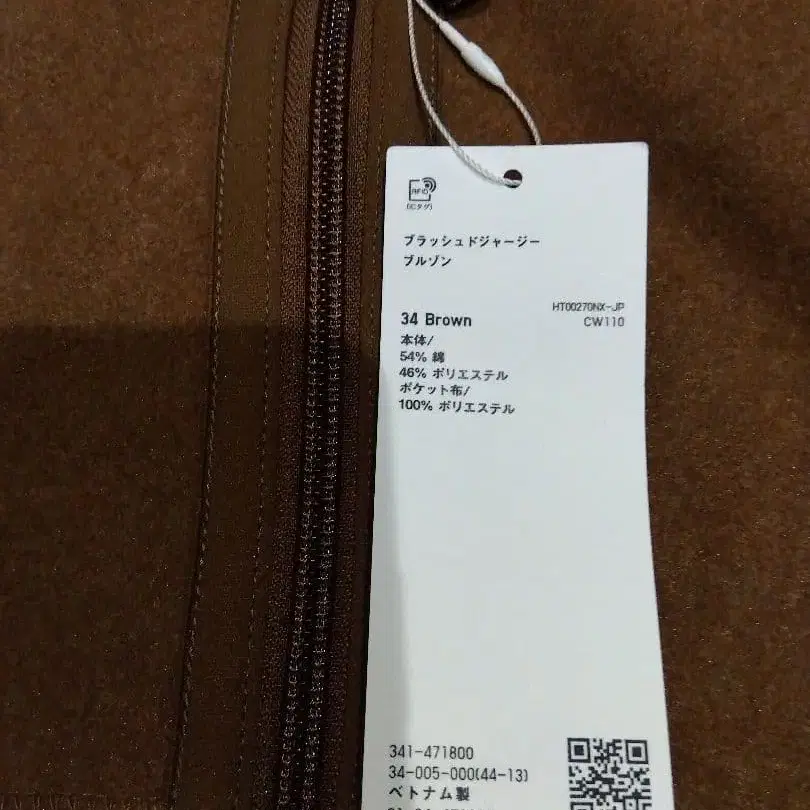 RFID
(ICタグ)
ブラッシュドジャージー
ブルゾン
HT00270NX-JP
34 Brown
CW110
本体/
54% 綿
46% ポリエステル
ポケット布/
100% ポリエステル
341-471800
34-005-000(44-13)
ベトナム製